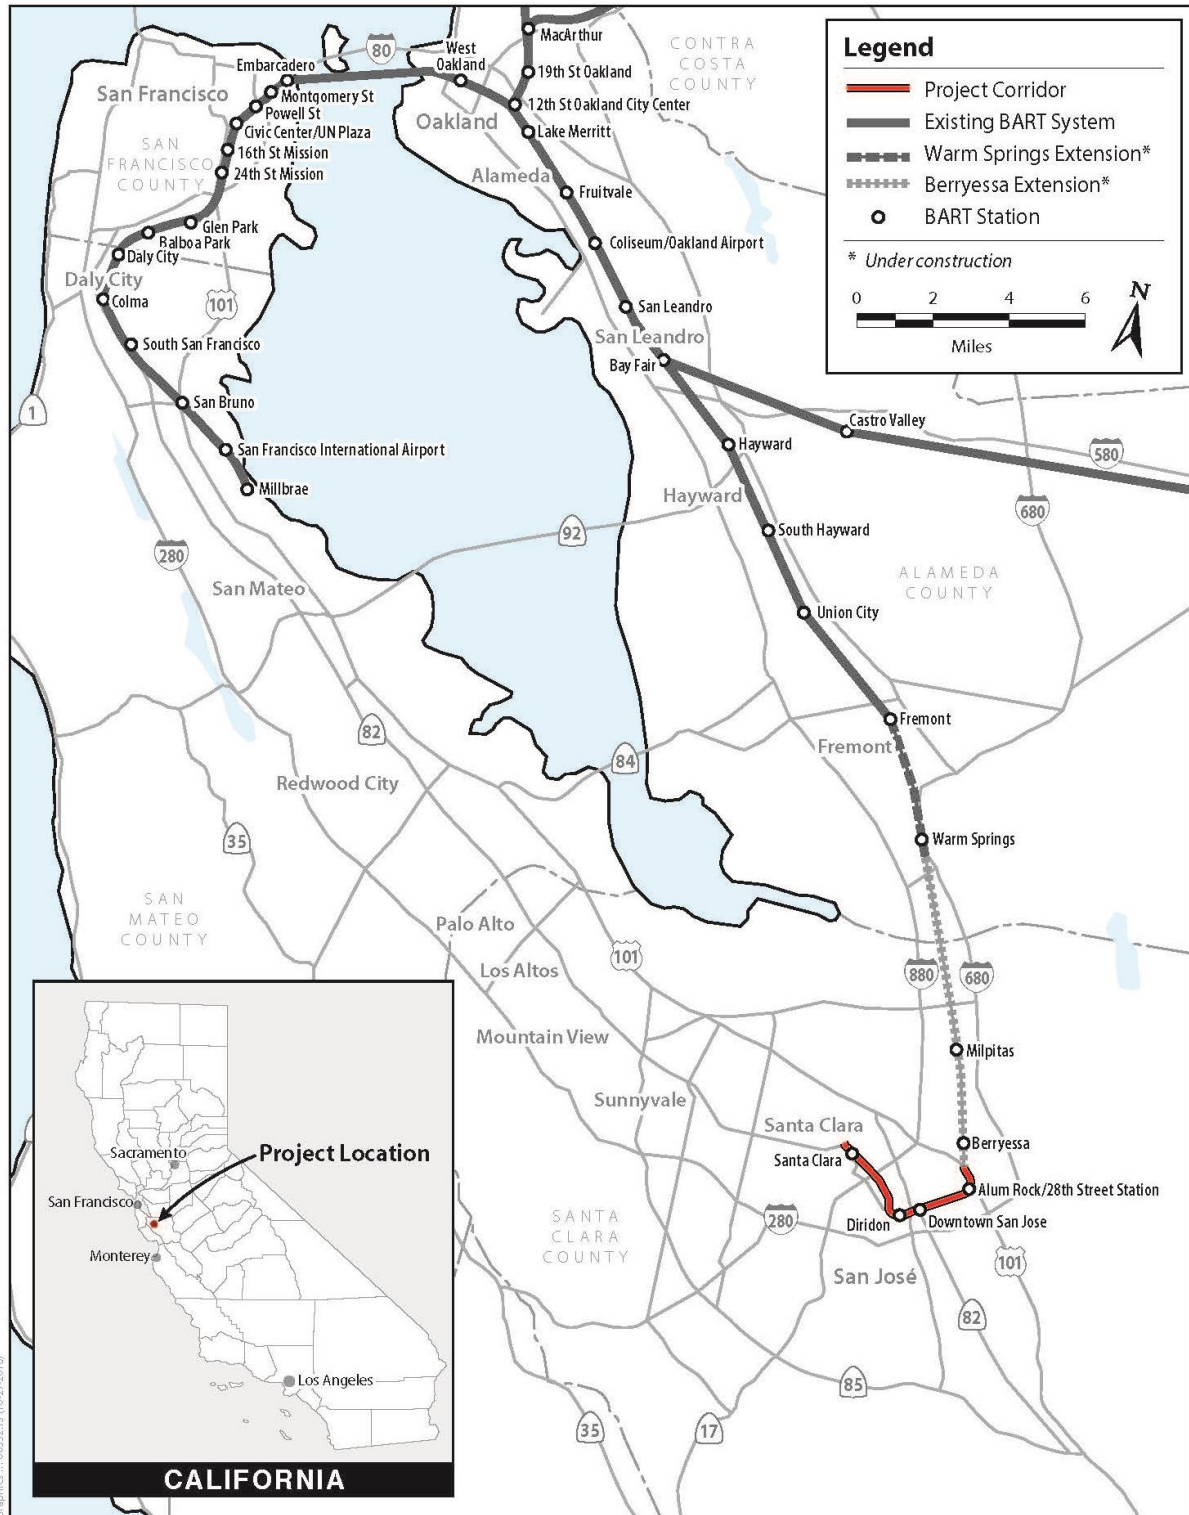 80
West
Oakland
MacArthur
CONTRA
COSTA
COUNTY
Embarcadero
19th St Oakland
San Francisco
Montgomery St
Powell St
12th St Oakland City Center
Oakland
Civic Center/UN Plaza
Lake Merritt
SAN
FRANCISCO
COUNTY
16th St Mission
24th St Mission
Alameda
Fruitvale
Glen Park
Balboa Park
Daly City
Coliseum/Oakland Airport
Daly City
Colma
101
San Leandro
South San Francisco
San Leandro
Bay Fair
San Bruno
1
Castro Valley
San Francisco International Airport
Hayward
580
Millbrae
Hayward
680
92
South Hayward
280
San Mateo
ALAMEDA
COUNTY
Union City
82
Fremont
Fremont
84
Redwood City
35
Warm Springs
SAN
MATEO
COUNTY
Palo Alto
Los Altos
101
880
680
Mountain View
Milpitas
Sunnyvale
Santa Clara
Santa Clara
Berryessa
Alum Rock/28th Street Station
SANTA
CLARA
COUNTY
280
Diridon
Downtown San Jose
101
San José
82
85
35
17
Legend
Project Corridor
Existing BART System
Warm Springs Extension*
Berryessa Extension*
BART Station
* Under construction
0
2
4
6
Miles
N
Sacramento
Project Location
San Francisco
Monterey
Los Angeles
CALIFORNIA